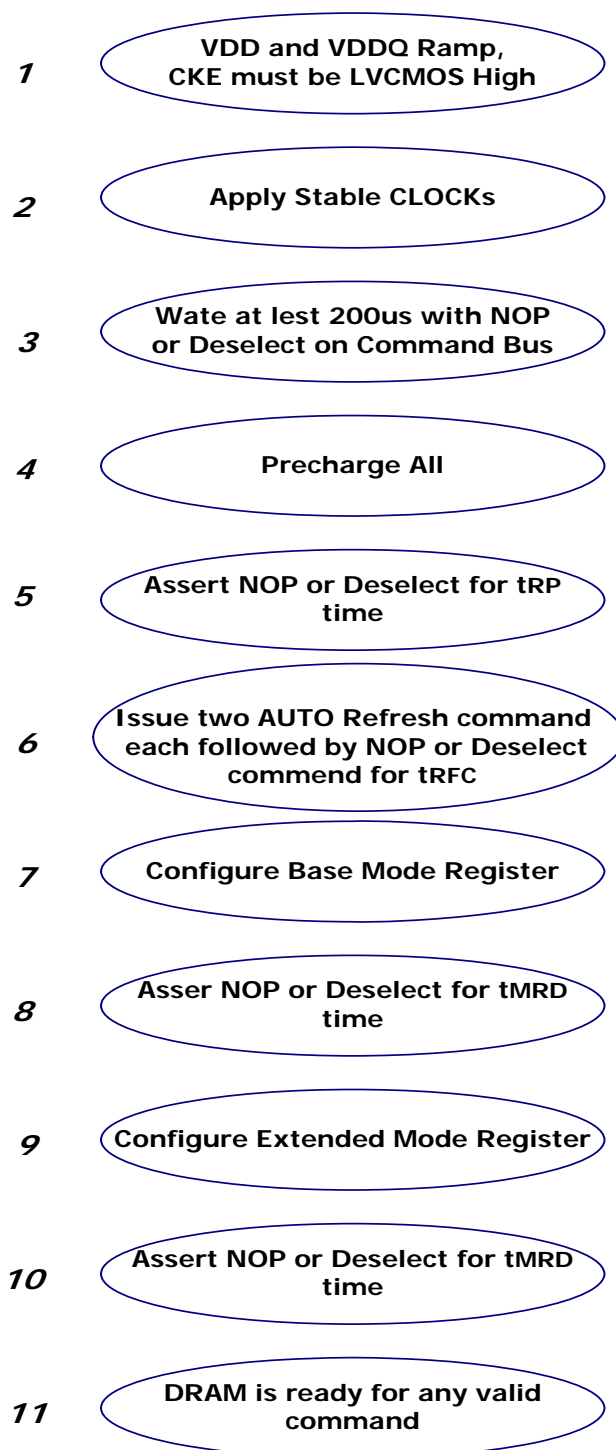 1
VDD and VDDQ Ramp,
CKE must be LVCMOS High
2
Apply Stable CLOCKs
3
Wate at lest 200us with NOP
or Deselect on Command Bus
4
Precharge All
5
Assert NOP or Deselect for tRP
time
6
Issue two AUTO Refresh command
each followed by NOP or Deselect
commend for tRFC
7
Configure Base Mode Register
8
Asser NOP or Deselect for tMRD
time
9
Configure Extended Mode Register
10
Assert NOP or Deselect for tMRD
time
11
DRAM is ready for any valid
command